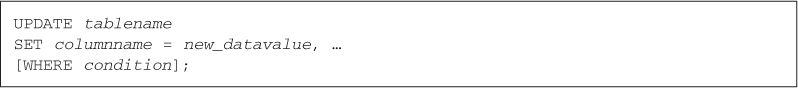 UPDATE tablename
SET columnname = new_datavalue, …
[WHERE condition];